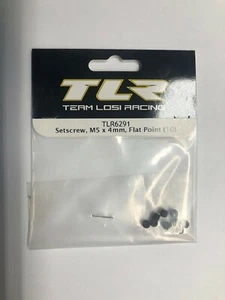 TLR
TEAM LOSI RACING
TLR6291
Setscrew, M5 x 4mm, Flat Point (10)